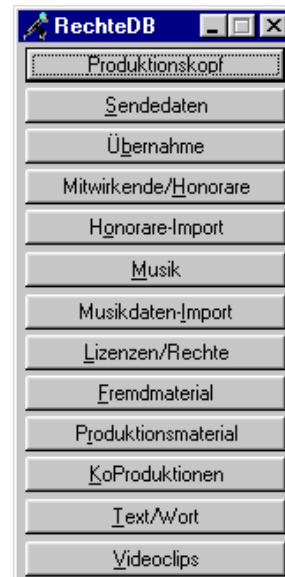 RechteDB
Produktionskopf
Sendedaten
Übernahme
Mitwirkende/Honorare
Honorare-Import
Musik
Musikdaten-Import
Lizenzen/Rechte
Fremdmaterial
Produktionsmaterial
KoProduktionen
Text/Wort
Videoclips